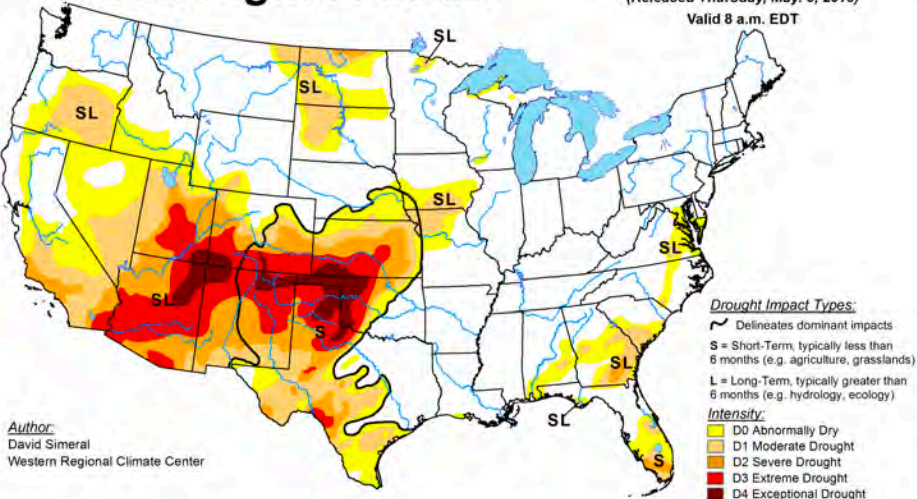 (Released Thursday, May.
Valid 8 a.m. EDT
SL
SL
SL
SL
SL
SL
S
SL
SL
S
Drought Impact Types:
Delineates dominant impacts
S = Short-Term, typically less than
6 months (e.g. agriculture, grasslands)
L = Long-Term, typically greater than
6 months (e.g. hydrology, ecology)
Intensity:
D0 Abnormally Dry
D1 Moderate Drought
D2 Severe Drought
D3 Extreme Drought
D4 Exceptional Drought
Author:
David Simeral
Western Regional Climate Center